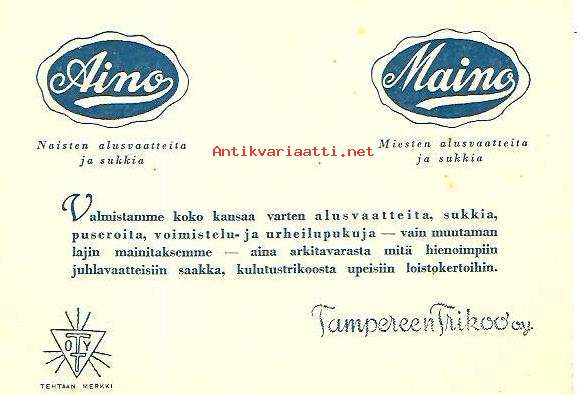 Aino
Maino
Naisten alusvaatteita
ja sukkia
Miesten alusvaatteita
ja sukkia
Antikvariaatti.net
Valmistamme koko kansaa varten alusvaatteita, sukkia,
puseroita, voimistelu- ja urheilupukuja — vain muutaman
lajin mainitaksemme — aina arkitavarasta mitä hienoimpiin
juhlavaatteisiin saakka, kulutustrikoosta upeisiin loistokertoihin.
Tampereen Trikoo oy.
O T Y
TEHTAAN MERKKI